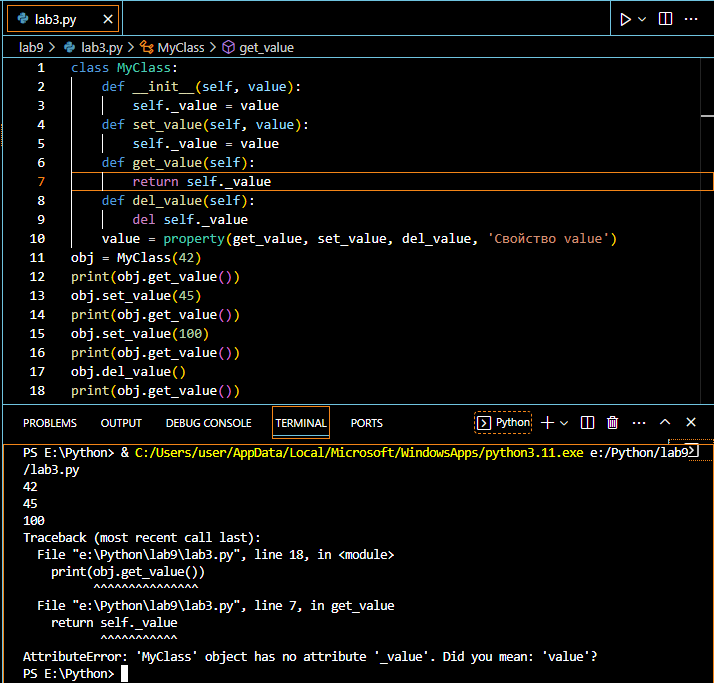 lab3.py
lab9 > lab3.py > MyClass > get_value
1 class MyClass:
2     def __init__(self, value):
3         self._value = value
4     def set_value(self, value):
5         self._value = value
6     def get_value(self):
7         return self._value
8     def del_value(self):
9         del self._value
10     value = property(get_value, set_value, del_value, 'Свойство value')
11 obj = MyClass(42)
12 print(obj.get_value())
13 obj.set_value(45)
14 print(obj.get_value())
15 obj.set_value(100)
16 print(obj.get_value())
17 obj.del_value()
18 print(obj.get_value())
PROBLEMS OUTPUT DEBUG CONSOLE TERMINAL PORTS Python
PS E:\Python> & C:/Users/user/AppData/Local/Microsoft/WindowsApps/python3.11.exe e:/Python/lab9
/lab3.py
42
45
100
Traceback (most recent call last):
  File "e:\Python\lab9\lab3.py", line 18, in <module>
    print(obj.get_value())
          ^^^^^^^^^^^^^^^
  File "e:\Python\lab9\lab3.py", line 7, in get_value
    return self._value
           ^^^^^^^^^^^
AttributeError: 'MyClass' object has no attribute '_value'. Did you mean: 'value'?
PS E:\Python>